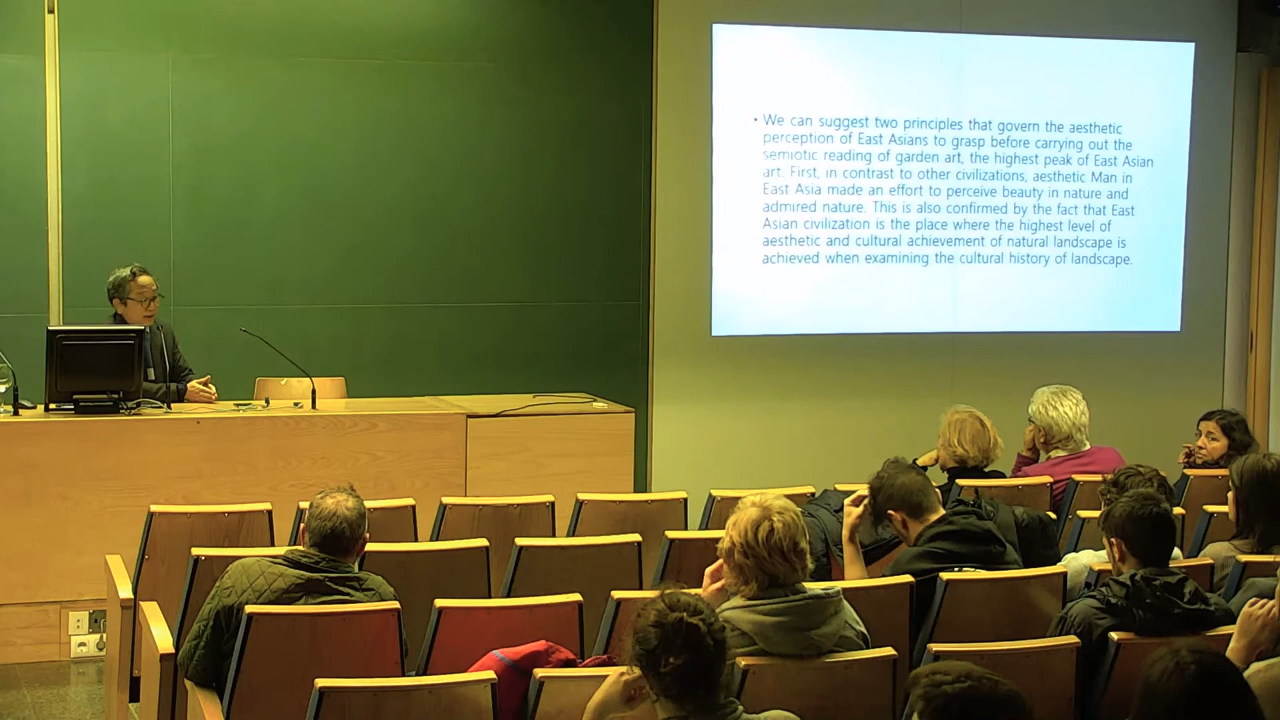 • We can suggest two principles that govern the aesthetic
perception of East Asians to grasp before carrying out the
semiotic reading of garden art, the highest peak of East Asian
art. First, in contrast to other civilizations, aesthetic Man in
East Asia made an effort to perceive beauty in nature and
admired nature. This is also confirmed by the fact that East
Asian civilization is the place where the highest level of
aesthetic and cultural achievement of natural landscape is
achieved when examining the cultural history of landscape.